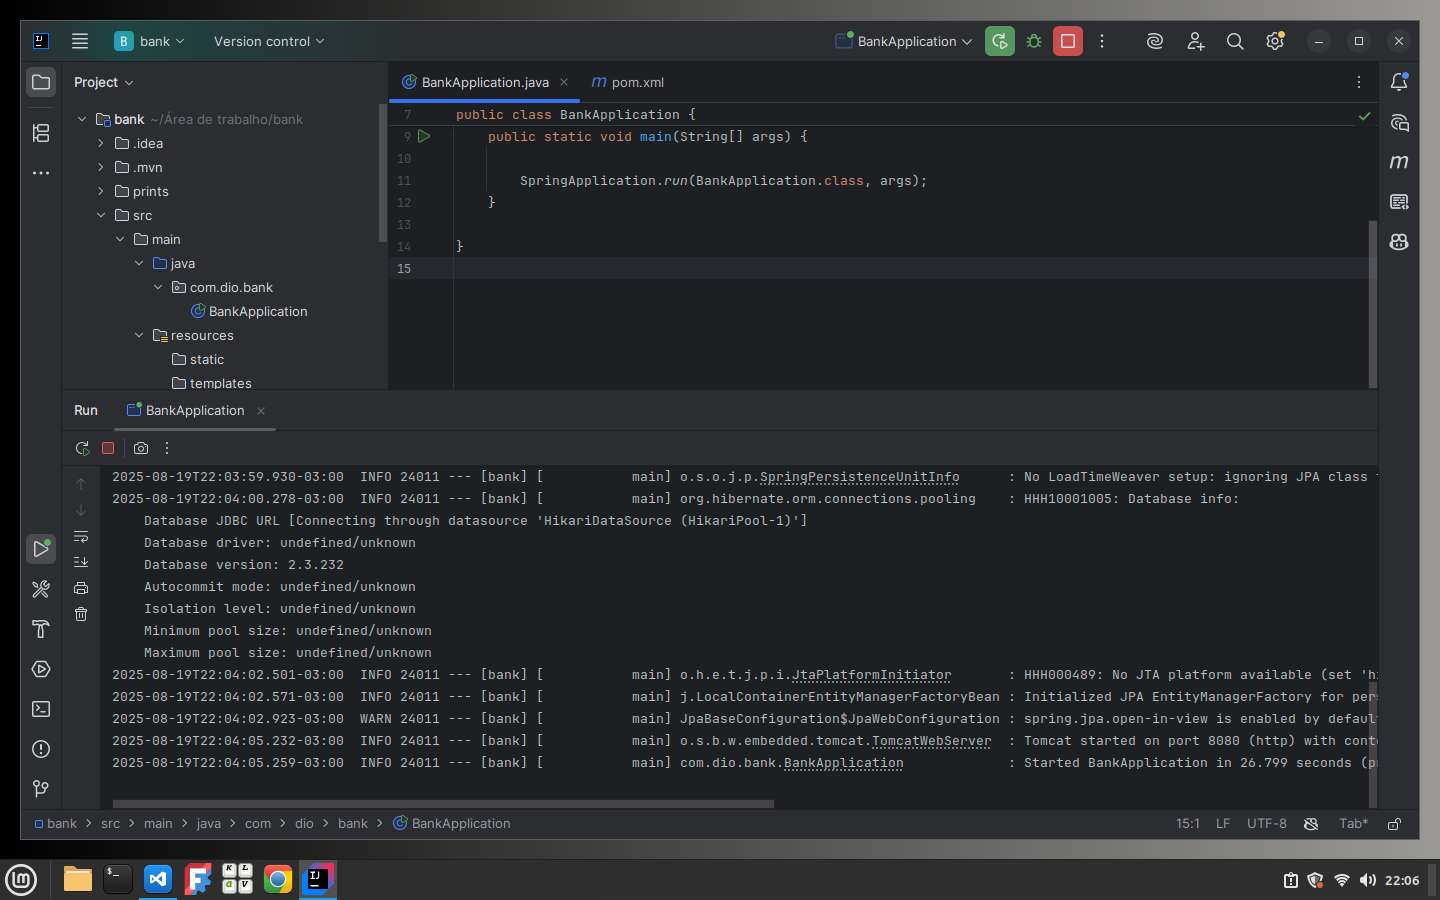 B bank Version control BankApplication
Project
BankApplication.java
pom.xml
bank ~/Área de trabalho/bank
.idea
.mvn
prints
src
main
java
com.dio.bank
BankApplication
resources
static
templates
7 public class BankApplication {
9 public static void main(String[] args) {
10
11 SpringApplication.run(BankApplication.class, args);
12 }
13
14 }
15
Run BankApplication
2025-08-19T22:03:59.930-03:00 INFO 24011 --- [bank] [ main] o.s.o.j.p.SpringPersistenceUnitInfo : No LoadTimeWeaver setup: ignoring JPA class
2025-08-19T22:04:00.278-03:00 INFO 24011 --- [bank] [ main] org.hibernate.orm.connections.pooling : HHH10001005: Database info:
Database JDBC URL [Connecting through datasource 'HikariDataSource (HikariPool-1)']
Database driver: undefined/unknown
Database version: 2.3.232
Autocommit mode: undefined/unknown
Isolation level: undefined/unknown
Minimum pool size: undefined/unknown
Maximum pool size: undefined/unknown
2025-08-19T22:04:02.501-03:00 INFO 24011 --- [bank] [ main] o.h.e.t.j.p.i.JtaPlatformInitiator : HHH000489: No JTA platform available (set 'hi
2025-08-19T22:04:02.571-03:00 INFO 24011 --- [bank] [ main] j.LocalContainerEntityManagerFactoryBean : Initialized JPA EntityManagerFactory for per
2025-08-19T22:04:02.923-03:00 WARN 24011 --- [bank] [ main] JpaBaseConfiguration$JpaWebConfiguration : spring.jpa.open-in-view is enabled by defaul
2025-08-19T22:04:05.232-03:00 INFO 24011 --- [bank] [ main] o.s.b.w.embedded.tomcat.TomcatWebServer : Tomcat started on port 8080 (http) with cont
2025-08-19T22:04:05.259-03:00 INFO 24011 --- [bank] [ main] com.dio.bank.BankApplication : Started BankApplication in 26.799 seconds (p
bank > src > main > java > com > dio > bank > BankApplication
15:1 LF UTF-8 Tab*
22:06